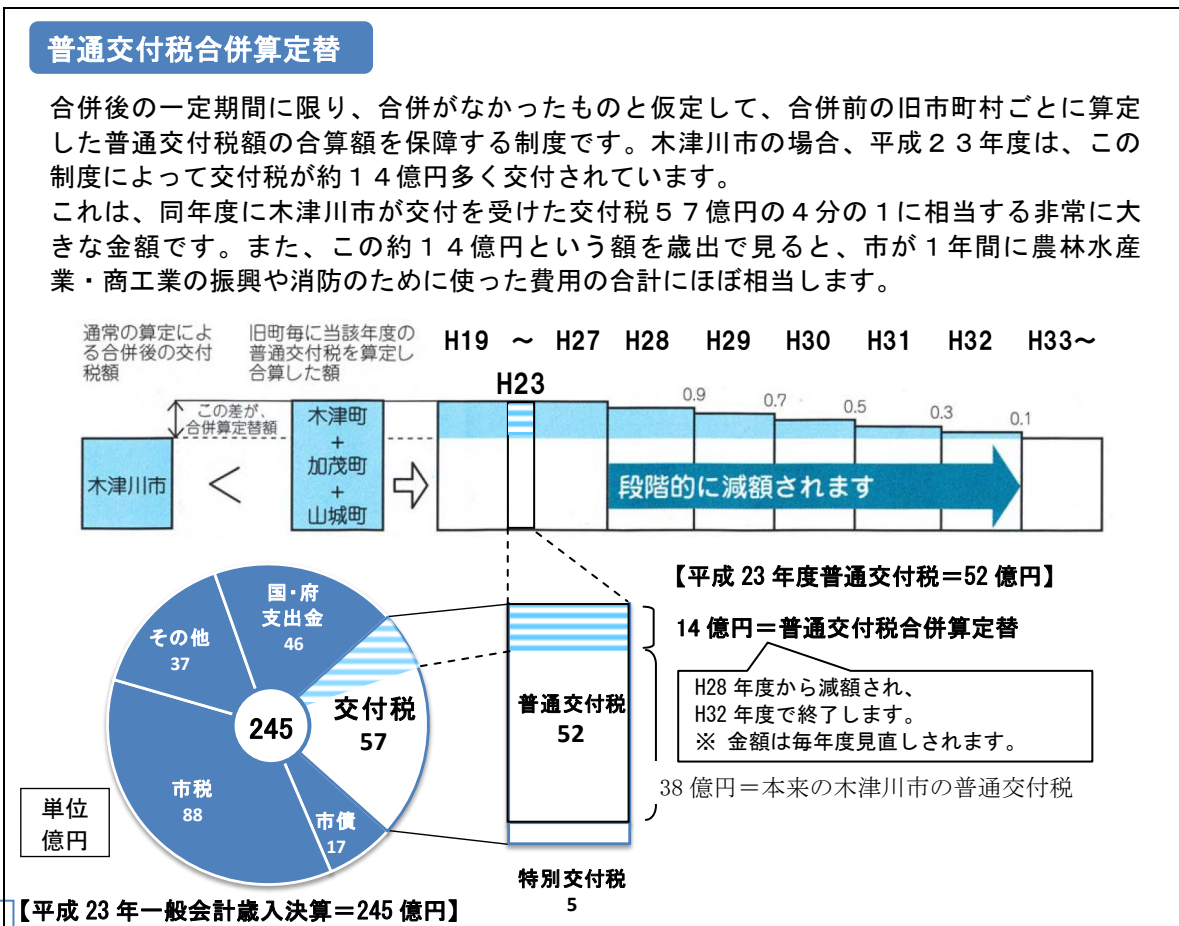 普通交付税合併算定替
合併後の一定期間に限り、合併がなかったものと仮定して、合併前の旧市町村ごとに算定
した普通交付税額の合算額を保障する制度です。木津川市の場合、平成２３年度は、この
制度によって交付税が約１４億円多く交付されています。
これは、同年度に木津川市が交付を受けた交付税５７億円の４分の１に相当する非常に大
きな金額です。また、この約１４億円という額を歳出で見ると、市が１年間に農林水産
業・商工業の振興や消防のために使った費用の合計にほぼ相当します。
通常の算定によ
る合併後の交付
税額
旧町毎に当該年度の
普通交付税を算定し
合算した額
H19 ～ H27 H28 H29 H30 H31 H32 H33～
H23
0.9 0.7 0.5 0.3 0.1
この差が、
合併算定替額
木津川市
＜
木津町
+
加茂町
+
山城町
段階的に減額されます
【平成 23 年度普通交付税＝52 億円】
14 億円＝普通交付税合併算定替
H28 年度から減額され、
H32 年度で終了します。
※ 金額は毎年度見直しされます。
38 億円＝本来の木津川市の普通交付税
国・府
支出金
46
その他
37
交付税
57
245
市税
88
市債
17
普通交付税
52
特別交付税
5
単位
億円
【平成 23 年一般会計歳入決算＝245 億円】